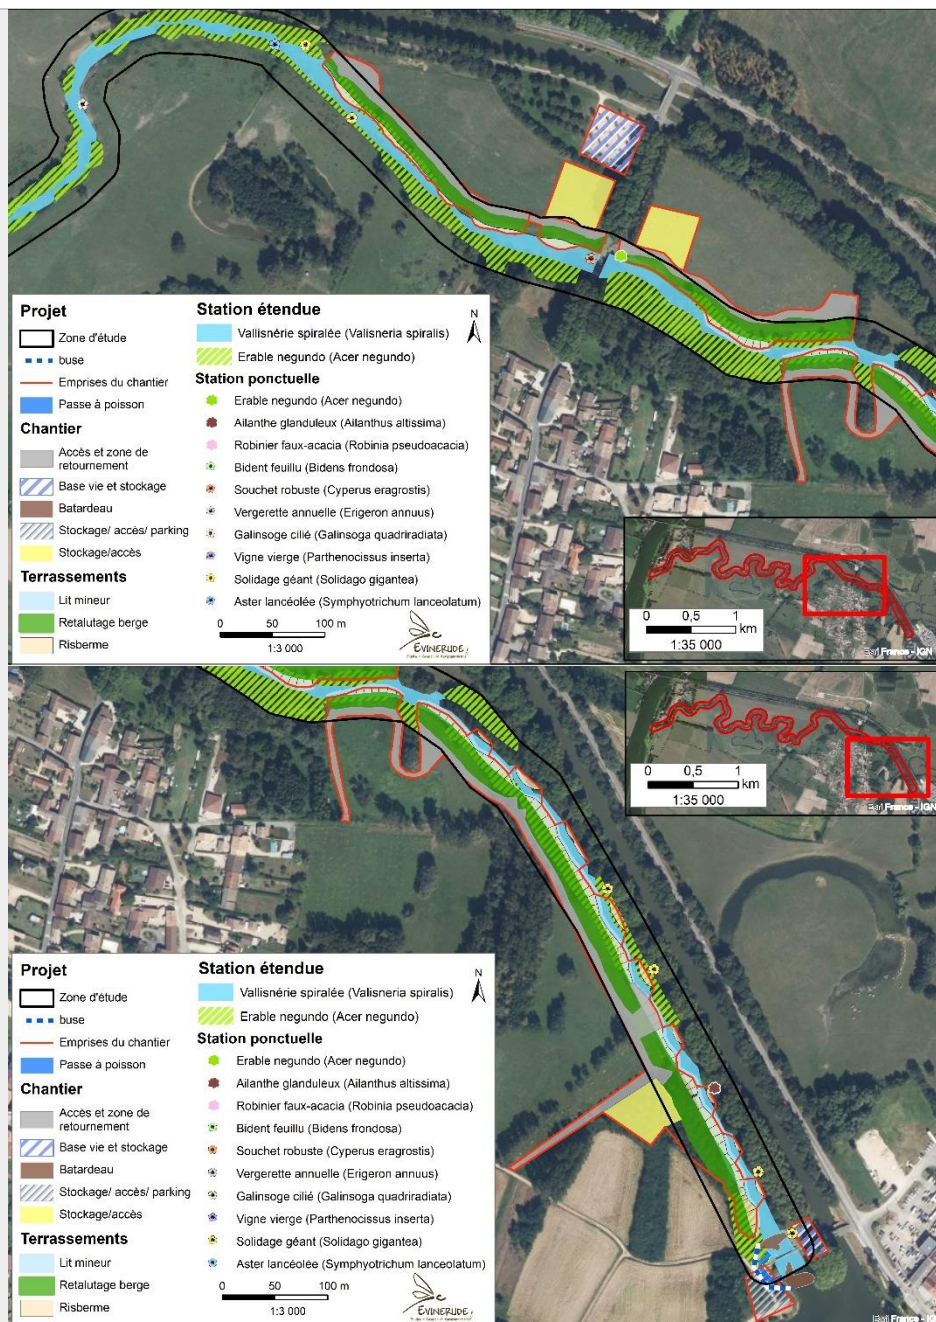 Projet
Zone d'étude
buse
Emprises du chantier
Passe à poisson
Chantier
Accès et zone de
retournement
Base vie et stockage
Batardeau
Stockage/ accès/ parking
Stockage/accès
Terrassements
Lit mineur
Retalutage berge
Risberme
Station étendue
Vallisnérie spiralée (Valisneria spiralis)
Erable negundo (Acer negundo)
Station ponctuelle
Erable negundo (Acer negundo)
Ailanthe glanduleux (Ailanthus altissima)
Robinier faux-acacia (Robinia pseudoacacia)
Bident feuillu (Bidens frondosa)
Souchet robuste (Cyperus eragrostis)
Vergerette annuelle (Erigeron annuus)
Galinsoge cilié (Galinsoga quadriradiata)
Vigne vierge (Parthenocissus inserta)
Solidage géant (Solidago gigantea)
Aster lancéolée (Symphyotrichum lanceolatum)
0 50 100 m
1:3 000
N
EVINERUDE
0 0,5 1
km
1:35 000
Esri France - IGN
0 0,5 1
km
1:35 000
Esri France - IGN
Projet
Zone d'étude
buse
Emprises du chantier
Passe à poisson
Chantier
Accès et zone de
retournement
Base vie et stockage
Batardeau
Stockage/ accès/ parking
Stockage/accès
Terrassements
Lit mineur
Retalutage berge
Risberme
Station étendue
Vallisnérie spiralée (Valisneria spiralis)
Erable negundo (Acer negundo)
Station ponctuelle
Erable negundo (Acer negundo)
Ailanthe glanduleux (Ailanthus altissima)
Robinier faux-acacia (Robinia pseudoacacia)
Bident feuillu (Bidens frondosa)
Souchet robuste (Cyperus eragrostis)
Vergerette annuelle (Erigeron annuus)
Galinsoge cilié (Galinsoga quadriradiata)
Vigne vierge (Parthenocissus inserta)
Solidage géant (Solidago gigantea)
Aster lancéolée (Symphyotrichum lanceolatum)
0 50 100 m
1:3 000
N
EVINERUDE
Esri France - IGN